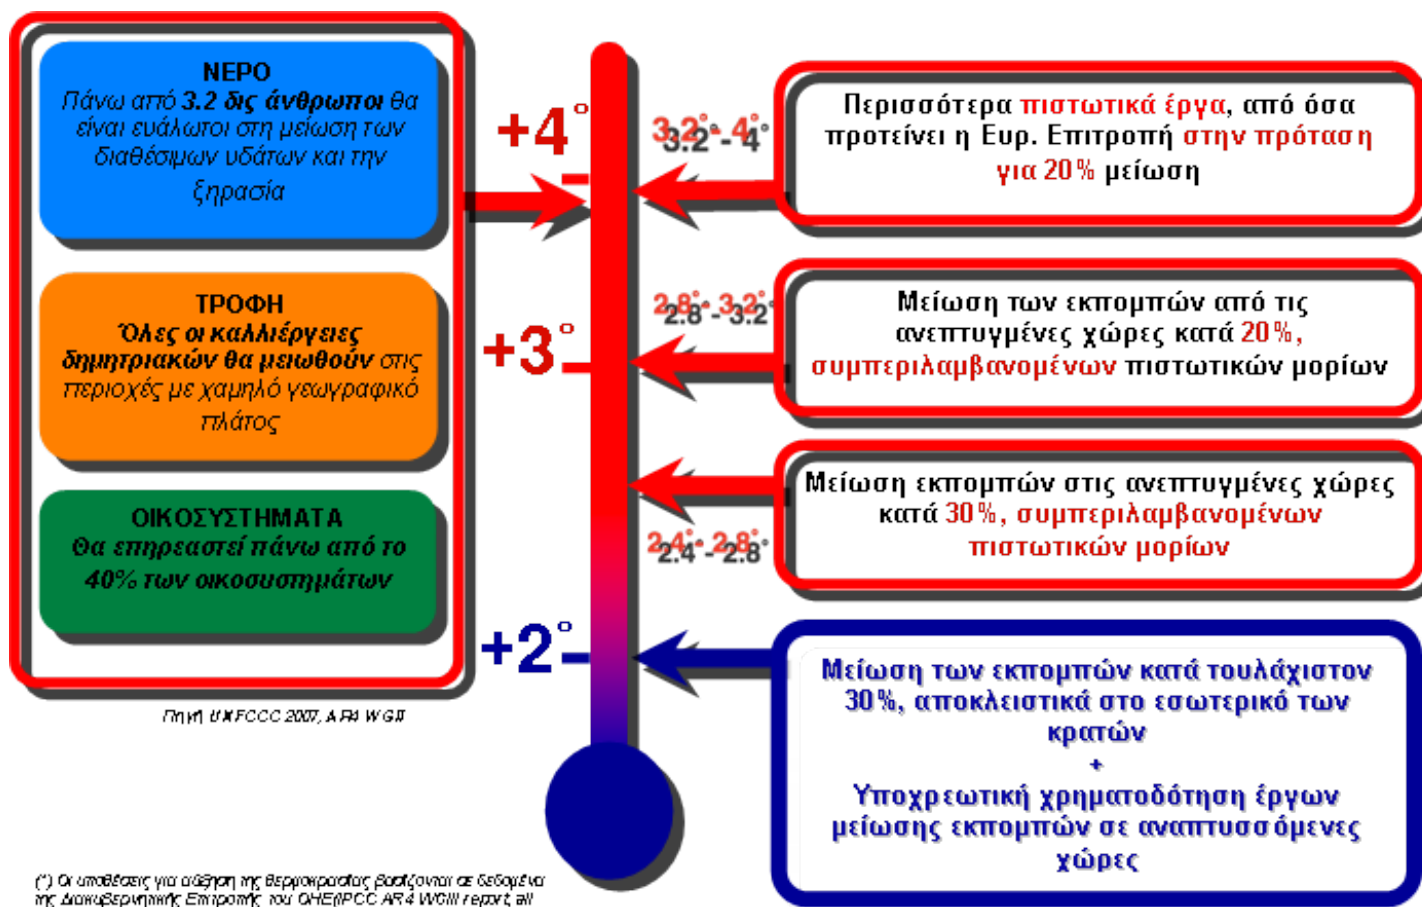 ΝΕΡΟ
Πάνω από 3.2 δις άνθρωποι θα
είναι ευάλωτοι στη μείωση των
διαθέσιμων υδάτων και την
ξηρασία
ΤΡΟΦΗ
Όλες οι καλλιέργειες
δημητριακών θα μειωθούν στις
περιοχές με χαμηλό γεωγραφικό
πλάτος
ΟΙΚΟΣΥΣΤΗΜΑΤΑ
Θα επηρεαστεί πάνω από το
40% των οικοσυστημάτων
Πηγή UNFCCC 2007, AR4 WGII
+4°
+3°
+2°
3.2°- 4°
2.8°- 3.2°
2.4°- 2.8°
Περισσότερα πιστωτικά έργα, από όσα
προτείνει η Ευρ. Επιτροπή στην πρόταση
για 20% μείωση
Μείωση των εκπομπών από τις
ανεπτυγμένες χώρες κατά 20%,
συμπεριλαμβανομένων πιστωτικών μορίων
Μείωση εκπομπών στις ανεπτυγμένες χώρες
κατά 30%, συμπεριλαμβανομένων
πιστωτικών μορίων
Μείωση των εκπομπών κατά τουλάχιστον
30%, αποκλειστικά στο εσωτερικό των
κρατών
+
Υποχρεωτική χρηματοδότηση έργων
μείωσης εκπομπών σε αναπτυσσόμενες
χώρες
(*) Οι υποθέσεις για αύξηση της θερμοκρασίας βασίζονται σε δεδομένα
της Διακυβερνητικής Επιτροπής του ΟΗΕ(IPCC AR4 WGIII report, all